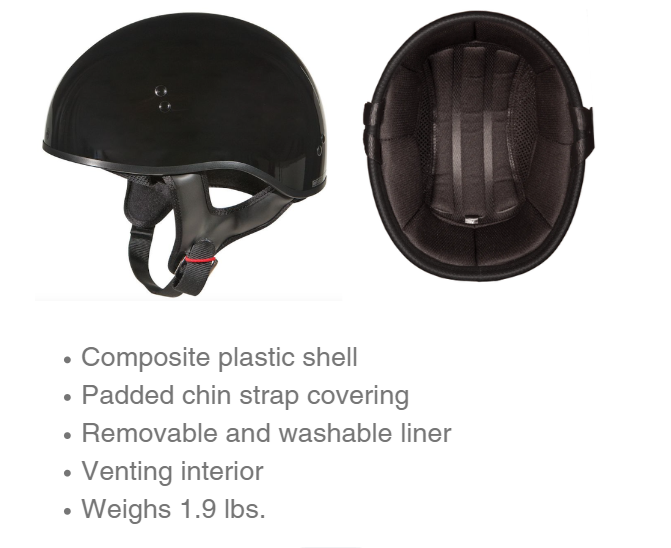 • Composite plastic shell
• Padded chin strap covering
• Removable and washable liner
• Venting interior
• Weighs 1.9 lbs.